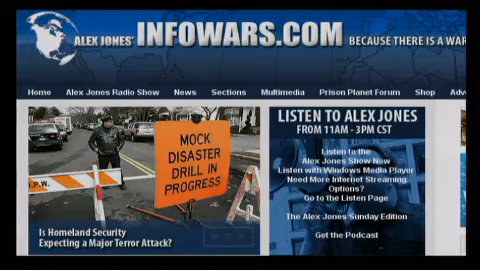 ALEX JONES' INFOWARS.COM BECAUSE THERE IS A WAR
Home Alex Jones Radio Show News Sections Multimedia Prison Planet Forum Shop Adv
LISTEN TO ALEX JONES
FROM 11AM - 3PM CST
MOCK
DISASTER
DRILL IN
PROGRESS
D.P.W.
Is Homeland Security
Expecting a Major Terror Attack?
Listen to the
Alex Jones Show Now
Listen with Windows Media Player
Need More Internet Streaming
Options?
Go to the Listen Page
The Alex Jones Sunday Edition
Get the Podcast